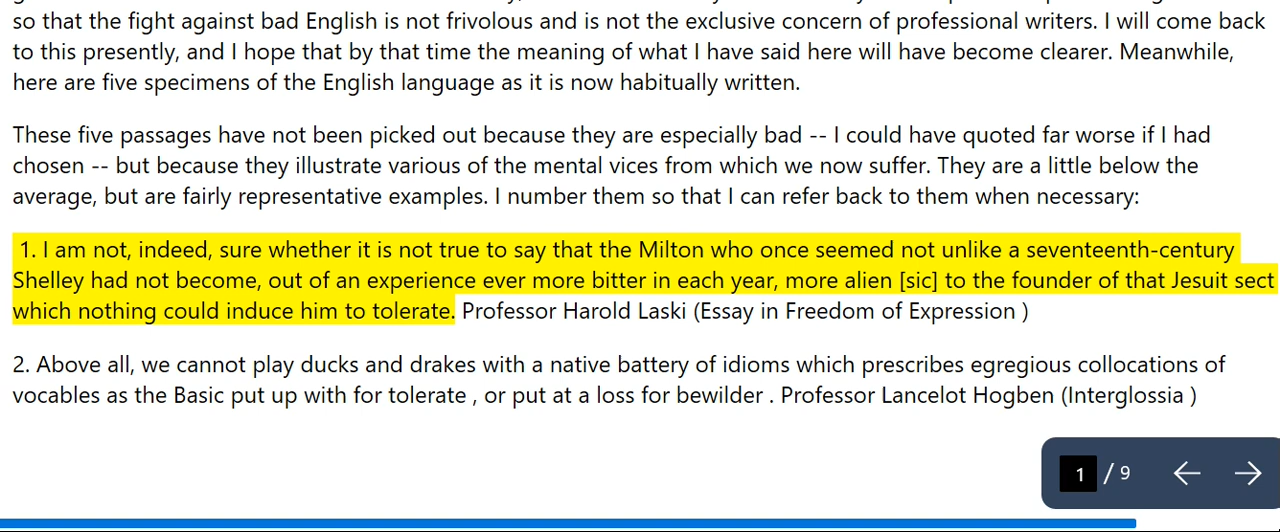 so that the fight against bad English is not frivolous and is not the exclusive concern of professional writers. I will come back
to this presently, and I hope that by that time the meaning of what I have said here will have become clearer. Meanwhile,
here are five specimens of the English language as it is now habitually written.
These five passages have not been picked out because they are especially bad -- I could have quoted far worse if I had
chosen -- but because they illustrate various of the mental vices from which we now suffer. They are a little below the
average, but are fairly representative examples. I number them so that I can refer back to them when necessary:
1. I am not, indeed, sure whether it is not true to say that the Milton who once seemed not unlike a seventeenth-century
Shelley had not become, out of an experience ever more bitter in each year, more alien [sic] to the founder of that Jesuit sect
which nothing could induce him to tolerate. Professor Harold Laski (Essay in Freedom of Expression )
2. Above all, we cannot play ducks and drakes with a native battery of idioms which prescribes egregious collocations of
vocables as the Basic put up with for tolerate , or put at a loss for bewilder . Professor Lancelot Hogben (Interglossia )
1 / 9